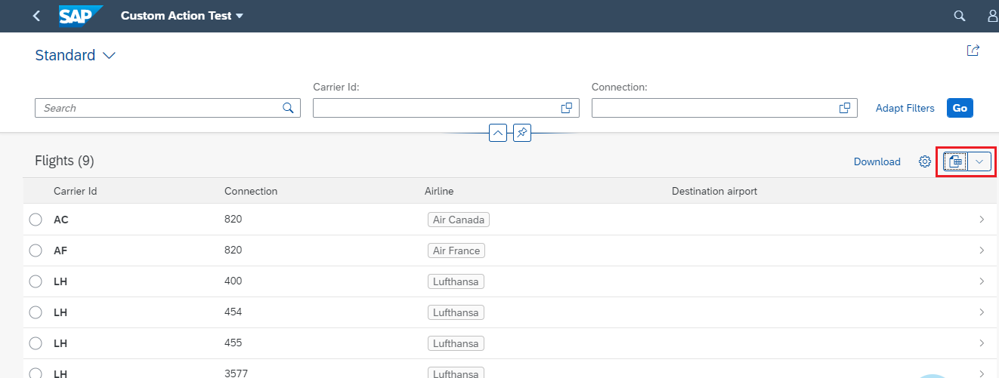 SAP Custom Action Test
Standard
Carrier Id: Connection:
Search Adapt Filters Go
Flights (9) Download
Carrier Id Connection Airline Destination airport
AC 820 Air Canada
AF 820 Air France
LH 400 Lufthansa
LH 454 Lufthansa
LH 455 Lufthansa
LH 3577 Lufthansa